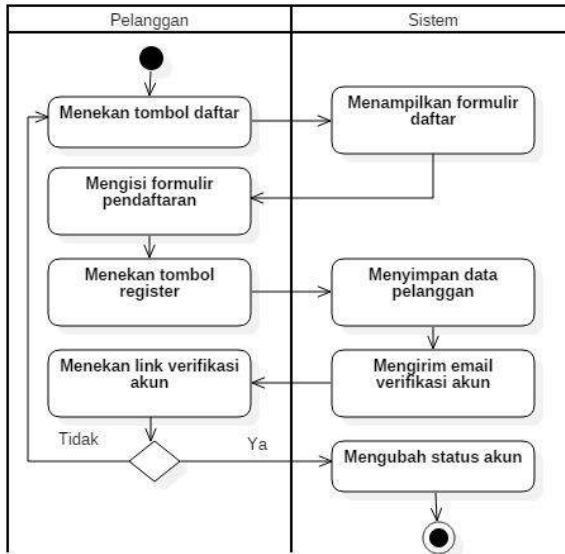 Pelanggan
Sistem
Menekan tombol daftar
Menampilkan formulir
daftar
Mengisi formulir
pendaftaran
Menekan tombol
register
Menyimpan data
pelanggan
Menekan link verifikasi
akun
Mengirim email
verifikasi akun
Tidak
Ya
Mengubah status akun